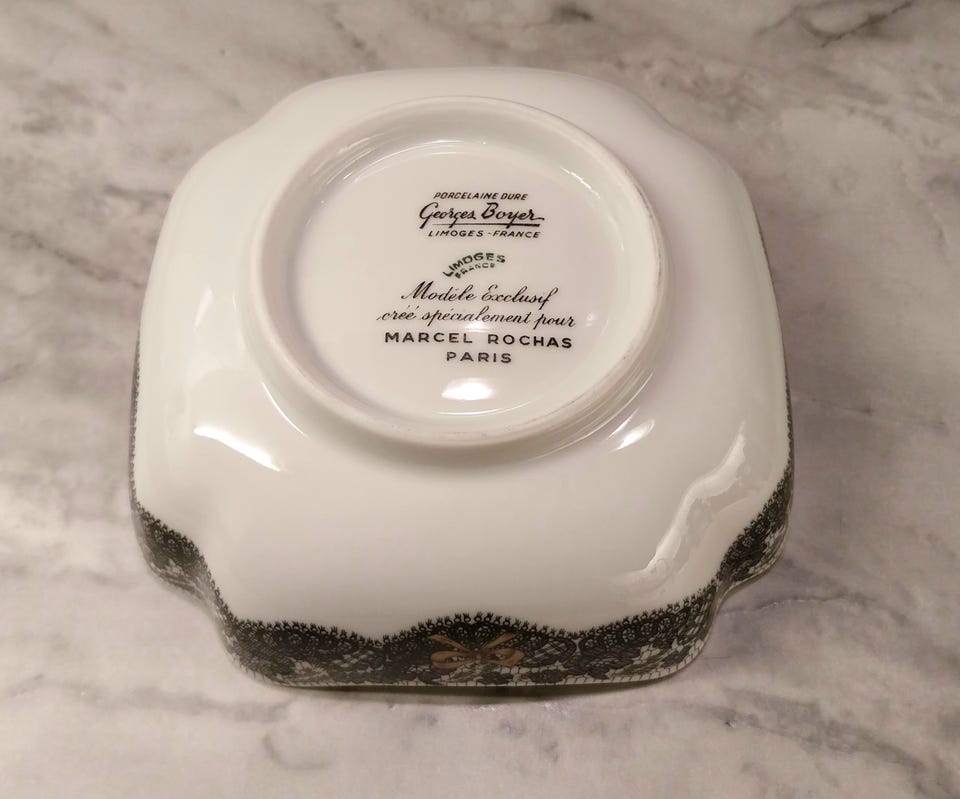 PORCELAINE DURE
Georges Boyer
LIMOGES-FRANCE
LIMOGES
FRANCE
Modèle Exclusif
créé spécialement pour
MARCEL ROCHAS
PARIS